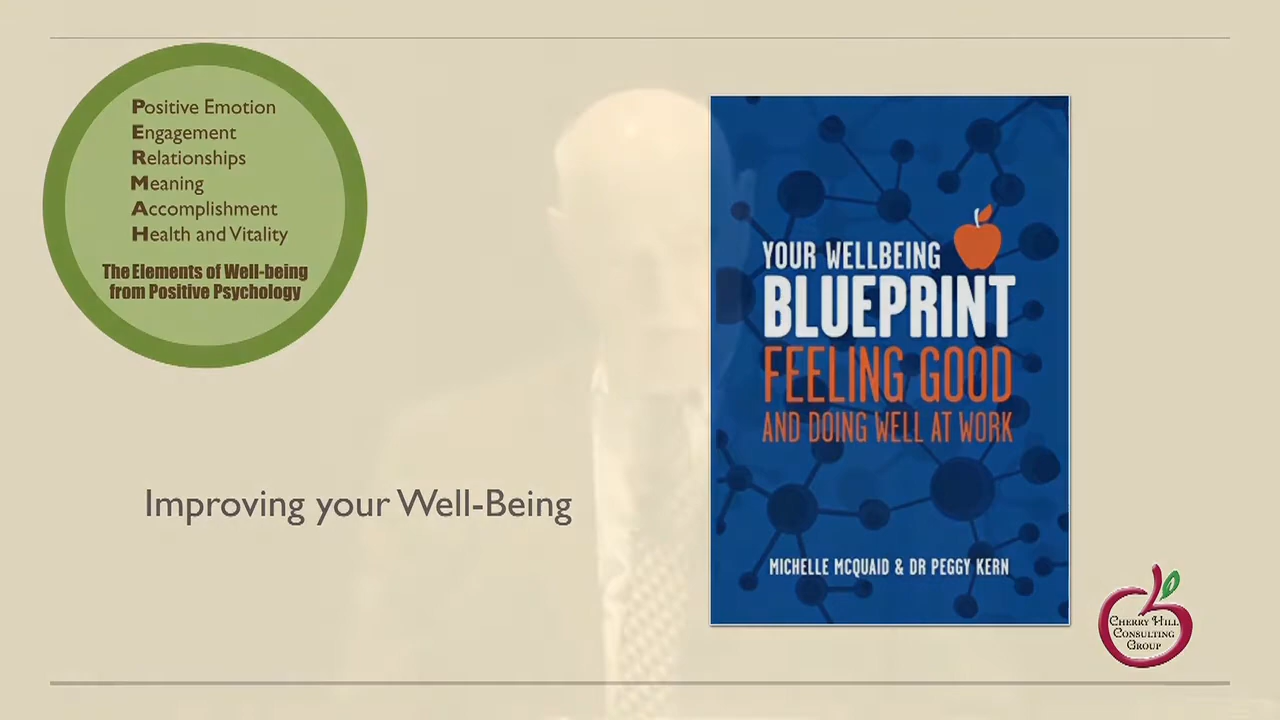 Positive Emotion
Engagement
Relationships
Meaning
Accomplishment
Health and Vitality
The Elements of Well-being
from Positive Psychology
YOUR WELLBEING
BLUEPRINT
FEELING GOOD
AND DOING WELL AT WORK
MICHELLE MCQUAID & DR PEGGY KERN
Improving your Well-Being
CHERRY HILL
CONSULTING
GROUP